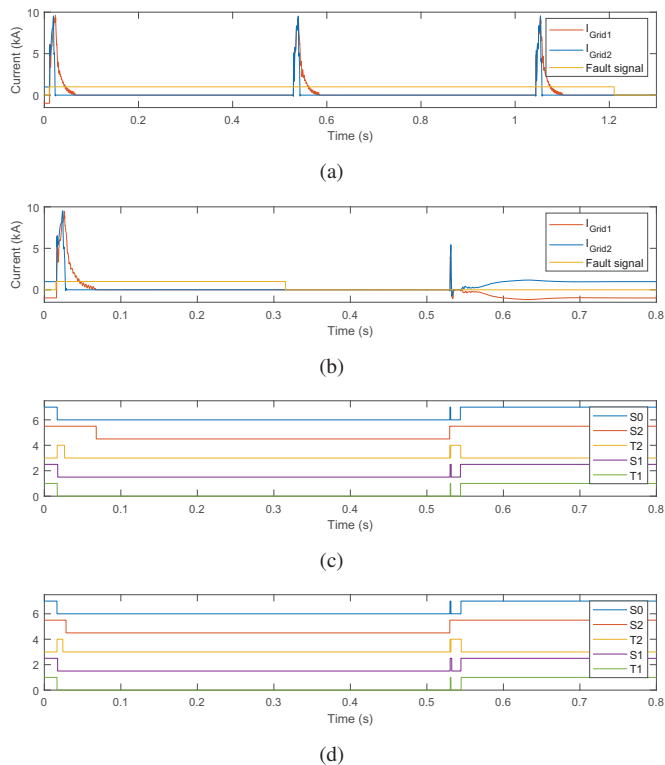 10
5
0
Current (kA)
I_Grid1
I_Grid2
Fault signal
0 0.2 0.4 0.6 0.8 1 1.2
Time (s)
(a)
10
5
0
Current (kA)
I_Grid1
I_Grid2
Fault signal
0 0.1 0.2 0.3 0.4 0.5 0.6 0.7 0.8
Time (s)
(b)
6
4
2
0
S0
S2
T2
S1
T1
0 0.1 0.2 0.3 0.4 0.5 0.6 0.7 0.8
Time (s)
(c)
6
4
2
0
S0
S2
T2
S1
T1
0 0.1 0.2 0.3 0.4 0.5 0.6 0.7 0.8
Time (s)
(d)